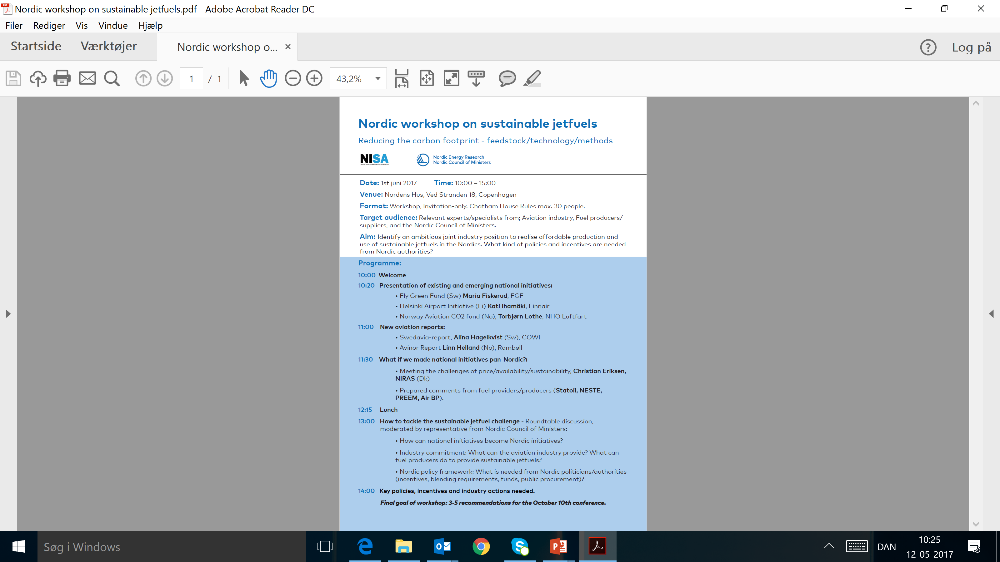 Nordic workshop on sustainable jetfuels.pdf - Adobe Acrobat Reader DC
Filer Rediger Vis Vindue Hjælp
Startside Værktøjer Nordic workshop o... Log på
1 / 1 43,2%
Nordic workshop on sustainable jetfuels
Reducing the carbon footprint - feedstock/technology/methods
NISA
Nordic Initiative for Sustainable Aviation
Nordic Energy Research
Nordic Council of Ministers
Date: 1st juni 2017 Time: 10:00 – 15:00
Venue: Nordens Hus, Ved Stranden 18, Copenhagen
Format: Workshop, Invitation-only. Chatham House Rules max. 30 people.
Target audience: Relevant experts/specialists from; Aviation industry, Fuel producers/
suppliers, and the Nordic Council of Ministers.
Aim: Identify an ambitious joint industry position to realise affordable production and
use of sustainable jetfuels in the Nordics. What kind of policies and incentives are needed
from Nordic authorities?
Programme:
10:00 Welcome
10:20 Presentation of existing and emerging national initiatives:
• Fly Green Fund (Sw) Maria Fiskerud, FGF
• Helsinki Airport Initiative (Fi) Kati Ihamäki, Finnair
• Norway Aviation CO2 fund (No), Torbjørn Lothe, NHO Luftfart
11:00 New aviation reports:
• Swedavia-report, Alina Hagelkvist (Sw), COWI
• Avinor Report Linn Helland (No), Rambøll
11:30 What if we made national initiatives pan-Nordic?:
• Meeting the challenges of price/availability/sustainability, Christian Eriksen,
NIRAS (Dk)
• Prepared comments from fuel providers/producers (Statoil, NESTE,
PREEM, Air BP).
12:15 Lunch
13:00 How to tackle the sustainable jetfuel challenge - Roundtable discussion,
moderated by representative from Nordic Council of Ministers:
• How can national initiatives become Nordic initiatives?
• Industry commitment: What can the aviation industry provide? What can
fuel producers do to provide sustainable jetfuels?
• Nordic policy framework: What is needed from Nordic politicians/authorities
(incentives, blending requirements, funds, public procurement)?
14:00 Key policies, incentives and industry actions needed.
Final goal of workshop: 3-5 recommendations for the October 10th conference.
Søg i Windows
DAN
10:25
12-05-2017